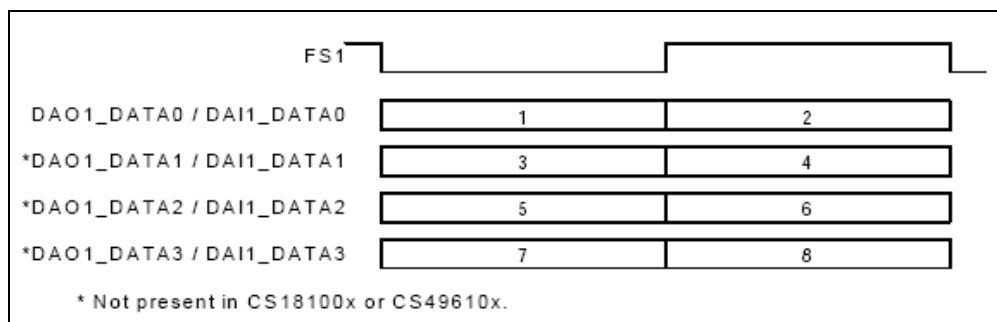 FS1
DAO1_DATA0 / DAI1_DATA0 1 2
*DAO1_DATA1 / DAI1_DATA1 3 4
*DAO1_DATA2 / DAI1_DATA2 5 6
*DAO1_DATA3 / DAI1_DATA3 7 8
* Not present in CS18100x or CS49610x.